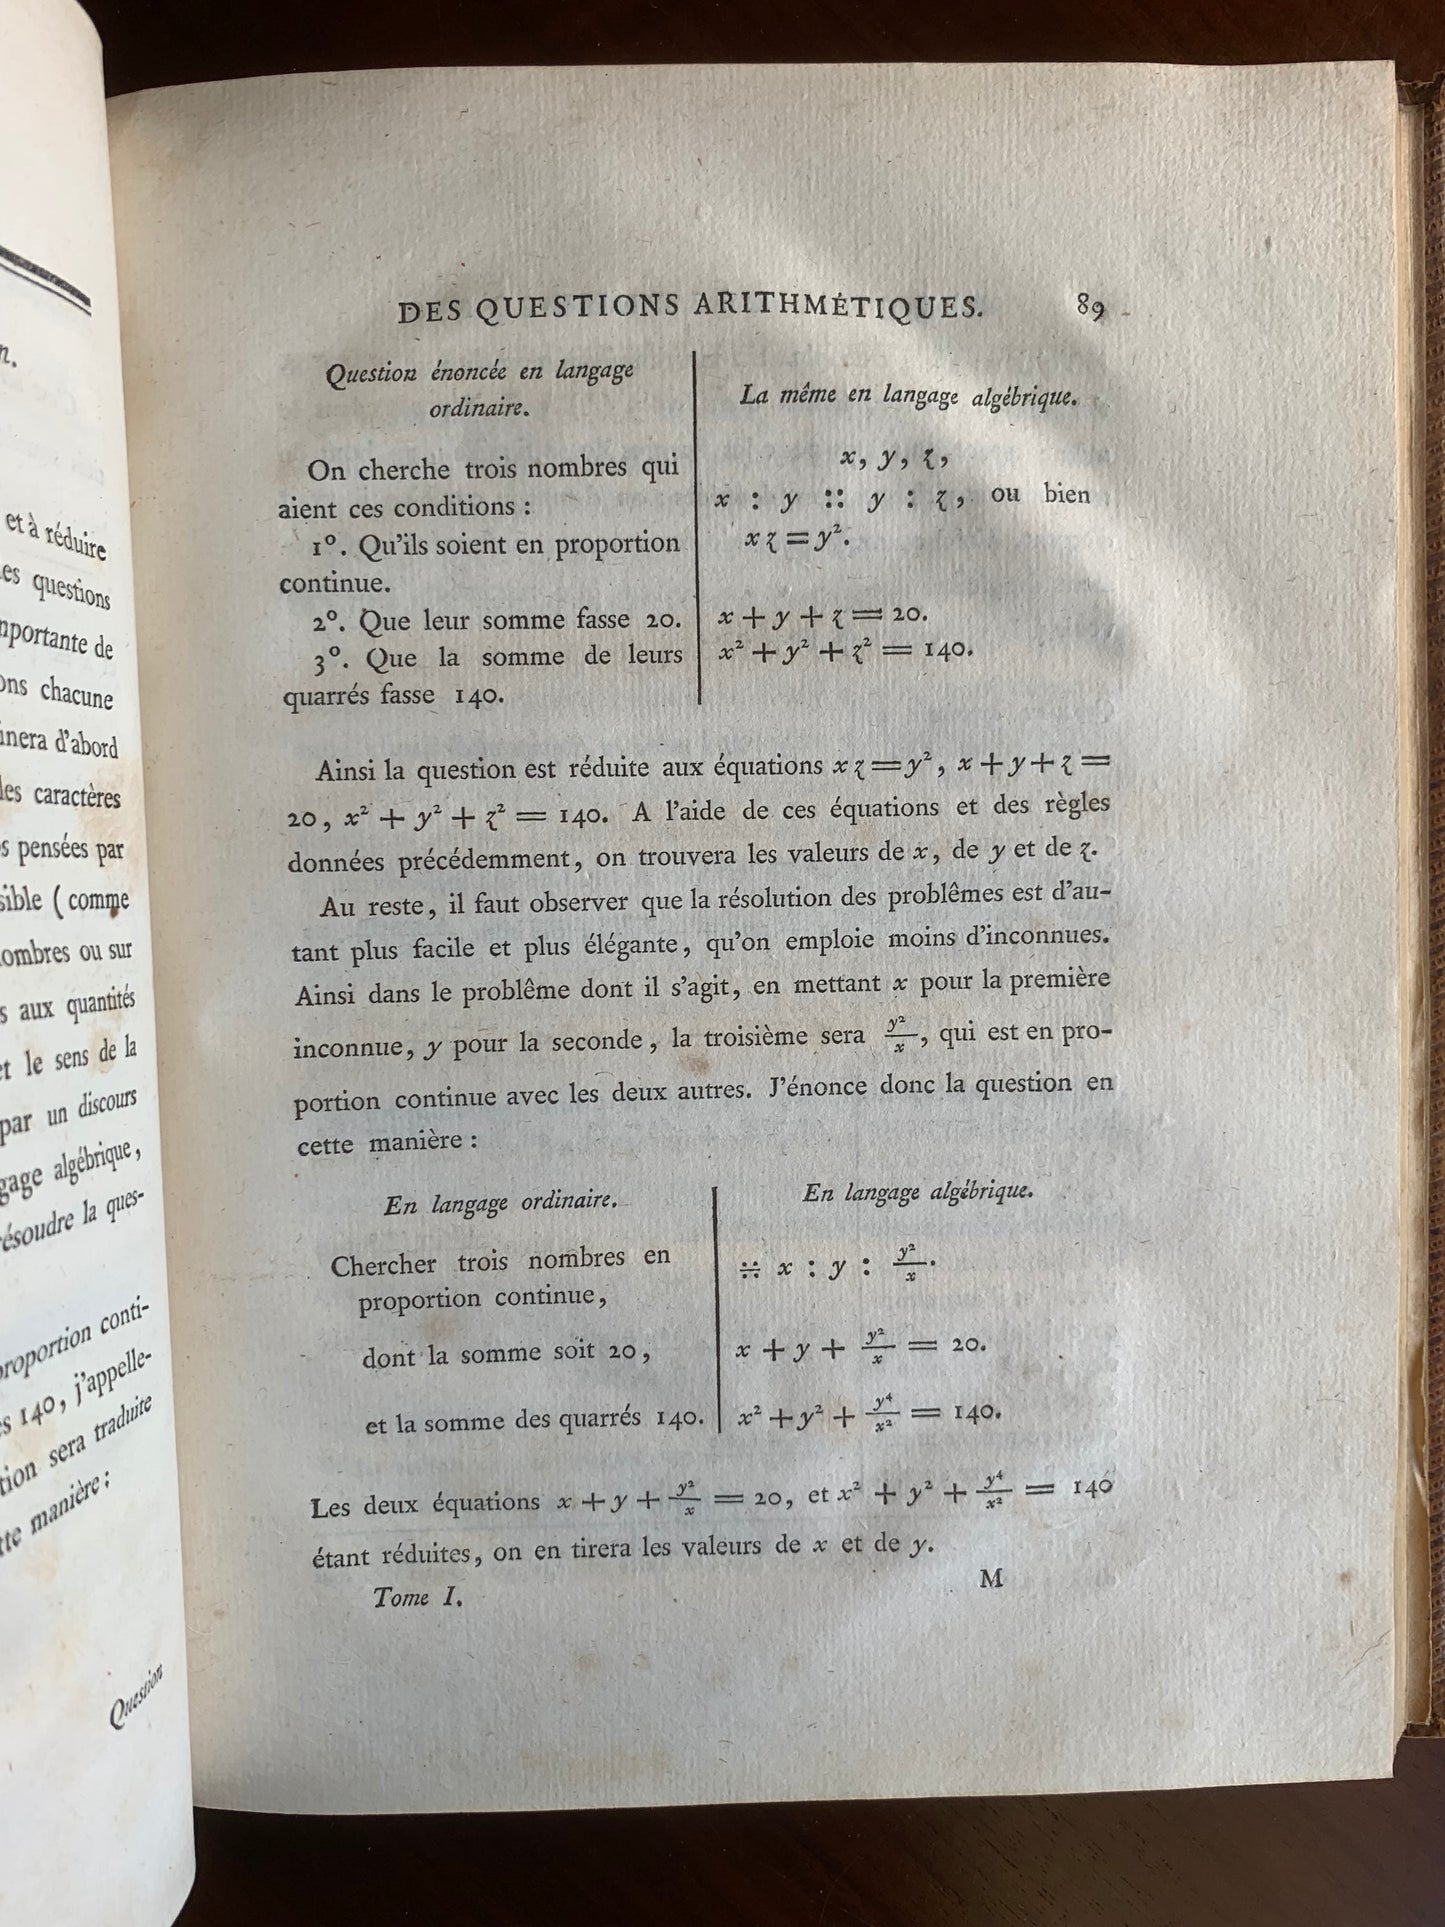 n.
et à réduire
es questions
mportante de
ons chacune
inera d'abord
les caractères
s pensées par
sible (comme
ombres ou sur
s aux quantités
et le sens de la
par un discours
gage algébrique,
résoudre la ques-
proportion conti-
es 140, j'appelle-
tion sera traduite
tte manière :
Question
DES QUESTIONS ARITHMÉTIQUES. 89
Question énoncée en langage
ordinaire.
On cherche trois nombres qui
aient ces conditions :
1°. Qu'ils soient en proportion
continue.
2°. Que leur somme fasse 20.
3°. Que la somme de leurs
quarrés fasse 140.
La même en langage algébrique.
x, y, z,
x : y :: y : z, ou bien
xz = y².
x + y + z = 20.
x² + y² + z² = 140.
Ainsi la question est réduite aux équations xz = y², x + y + z =
20, x² + y² + z² = 140. A l'aide de ces équations et des règles
données précédemment, on trouvera les valeurs de x, de y et de z.
Au reste, il faut observer que la résolution des problêmes est d'au-
tant plus facile et plus élégante, qu'on emploie moins d'inconnues.
Ainsi dans le problême dont il s'agit, en mettant x pour la première
inconnue, y pour la seconde, la troisième sera y²/x, qui est en pro-
portion continue avec les deux autres. J'énonce donc la question en
cette manière :
En langage ordinaire.
Chercher trois nombres en
proportion continue,
dont la somme soit 20,
et la somme des quarrés 140.
En langage algébrique.
∺ x : y : y²/x.
x + y + y²/x = 20.
x² + y² + y⁴/x² = 140.
Les deux équations x + y + y²/x = 20, et x² + y² + y⁴/x² = 140
étant réduites, on en tirera les valeurs de x et de y.
Tome I. M